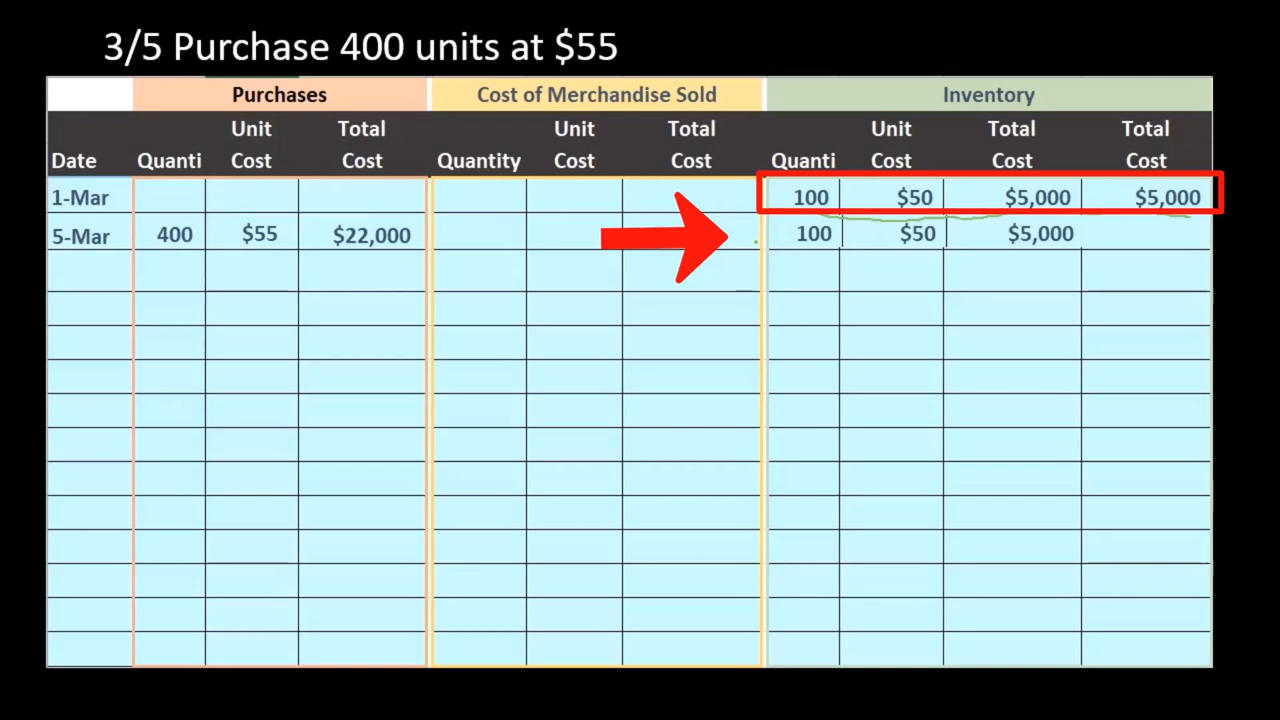 3/5 Purchase 400 units at $55
Purchases Cost of Merchandise Sold Inventory
Unit Total Unit Total Unit Total Total
Date Quanti Cost Cost Quantity Cost Cost Quanti Cost Cost Cost
1-Mar 100 $50 $5,000 $5,000
5-Mar 400 $55 $22,000 100 $50 $5,000